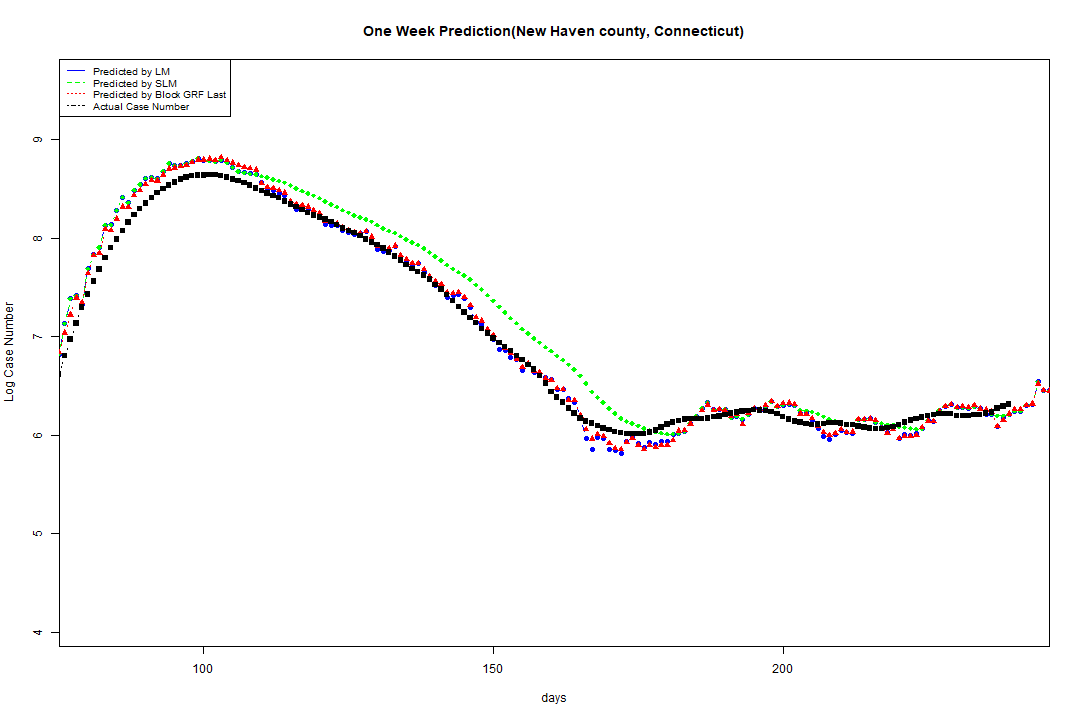 One Week Prediction(New Haven county, Connecticut)
Predicted by LM
Predicted by SLM
Predicted by Block GRF Last
Actual Case Number
Log Case Number
9
8
7
6
5
4
100
150
200
days